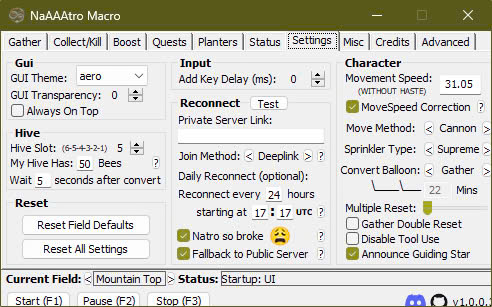 NaAAAtro Macro
Gather Collect/Kill Boost Quests Planters Status Settings Misc Credits Advanced
Gui
GUI Theme: aero
GUI Transparency: 0
Always On Top
Hive
Hive Slot: (6-5-4-3-2-1) 5
My Hive Has: 50 Bees ?
Wait 5 seconds after convert
Reset
Reset Field Defaults
Reset All Settings
Input
Add Key Delay (ms): 0
Reconnect Test
Private Server Link:
Join Method: < Deeplink > ?
Daily Reconnect (optional):
Reconnect every 24 hours
starting at 17 : 17 UTC ?
Natro so broke 😩 ?
Fallback to Public Server ?
Character
Movement Speed: 31.05
(WITHOUT HASTE)
MoveSpeed Correction ?
Move Method: < Cannon >
Sprinkler Type: < Supreme >
Convert Balloon: < Gather >
22 Mins
Multiple Reset:
Gather Double Reset
Disable Tool Use
Announce Guiding Star
Current Field: < Mountain Top > Status: Startup: UI
Start (F1) Pause (F2) Stop (F3) v1.0.0.